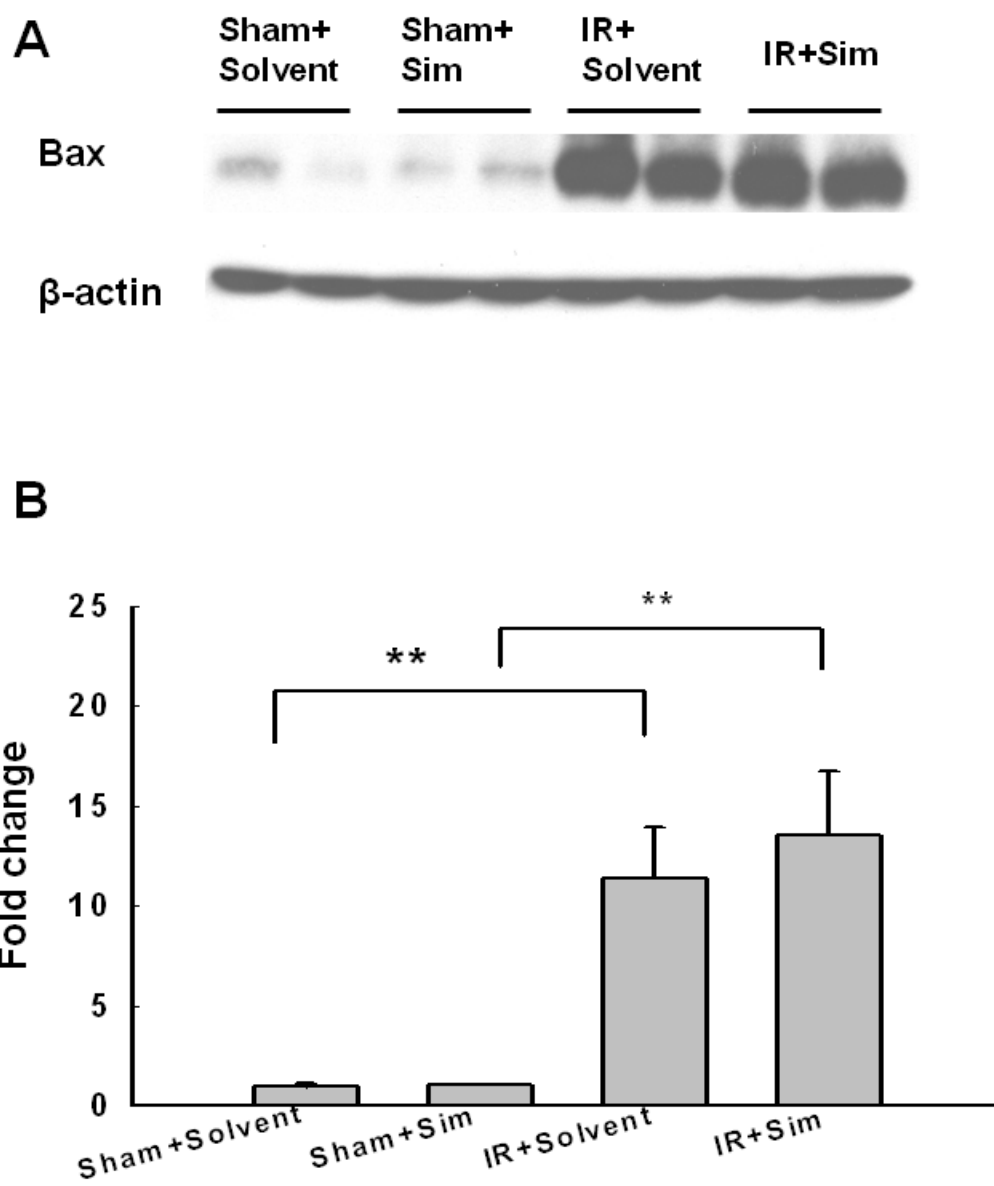 A
Sham+
Solvent
Sham+
Sim
IR+
Solvent
IR+Sim
Bax
β-actin
B
Fold change
25
20
15
10
5
0
**
**
Sham+Solvent
Sham+Sim
IR+Solvent
IR+Sim